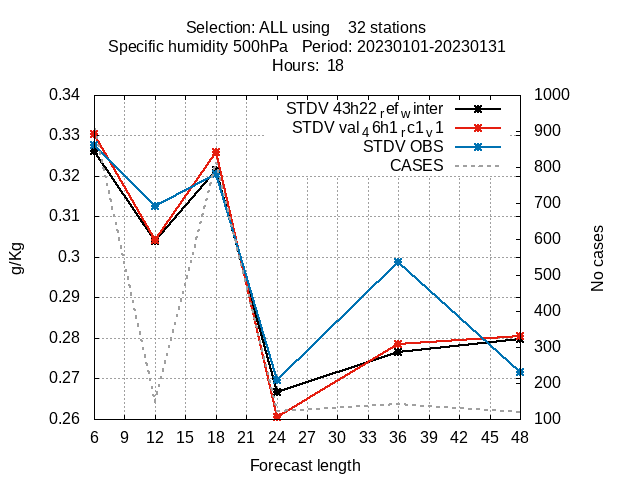 Selection: ALL using    32 stations
Specific humidity 500hPa   Period: 20230101-20230131
Hours: 18
STDV 43h22ref winter
STDV val46h1rc1v1
STDV OBS
CASES
0.34
0.33
0.32
0.31
0.3
0.29
0.28
0.27
0.26
g/Kg
1000
900
800
700
600
500
400
300
200
100
No cases
6 9 12 15 18 21 24 27 30 33 36 39 42 45 48
Forecast length